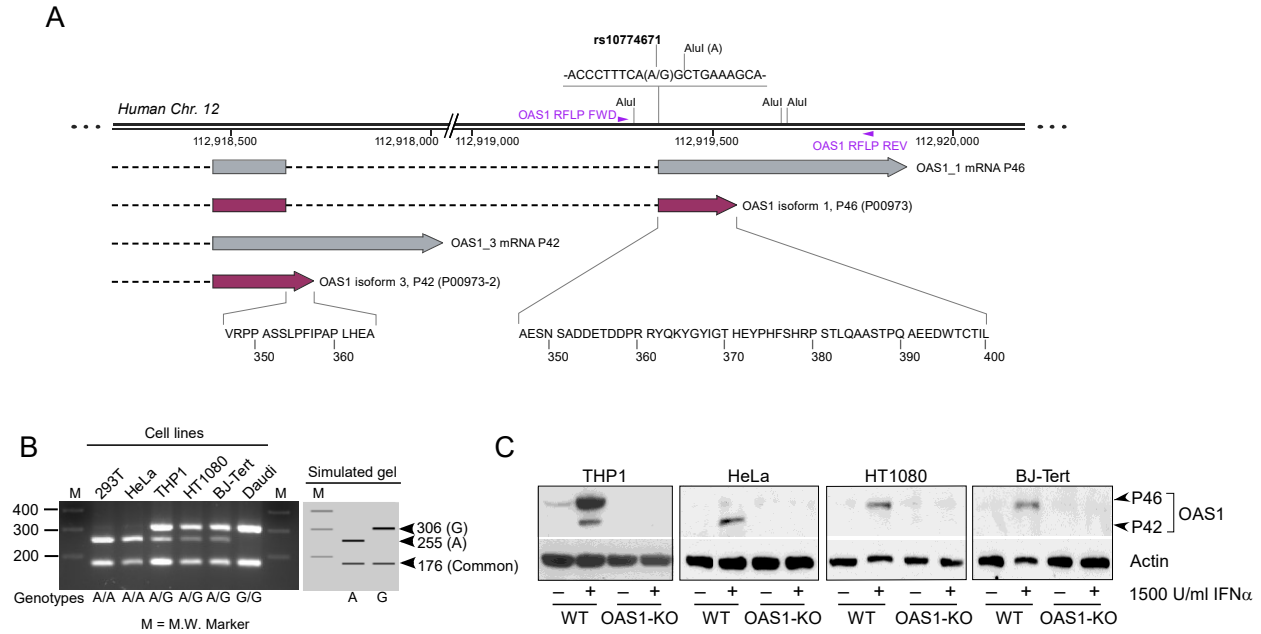 A
rs10774671
AluI (A)
-ACCCTTTCA(A/G)GCTGAAAGCA-
Human Chr. 12
OAS1 RFLP FWD
AluI
AluI
AluI
112,918,500
112,918,000
112,919,000
112,919,500
112,920,000
OAS1 RFLP REV
OAS1_1 mRNA P46
OAS1 isoform 1, P46 (P00973)
OAS1_3 mRNA P42
OAS1 isoform 3, P42 (P00973-2)
VRPP ASSLPFIPAP LHEA
350 360
AESN SADDETDDPR RYQKYGYIGT HEYPHFSHRP STLQAASTPQ AEEDWTCTIL
350 360 370 380 390 400
B
Cell lines
M 293T HeLa THP1 HT1080 BJ-Tert Daudi M
400
300
200
Genotypes A/A A/A A/G A/G A/G G/G
M = M.W. Marker
Simulated gel
M
306 (G)
255 (A)
176 (Common)
A G
C
THP1 HeLa HT1080 BJ-Tert
P46
P42
OAS1
Actin
– + – + – + – + – + – + – + – + 1500 U/ml IFNα
WT OAS1-KO WT OAS1-KO WT OAS1-KO WT OAS1-KO